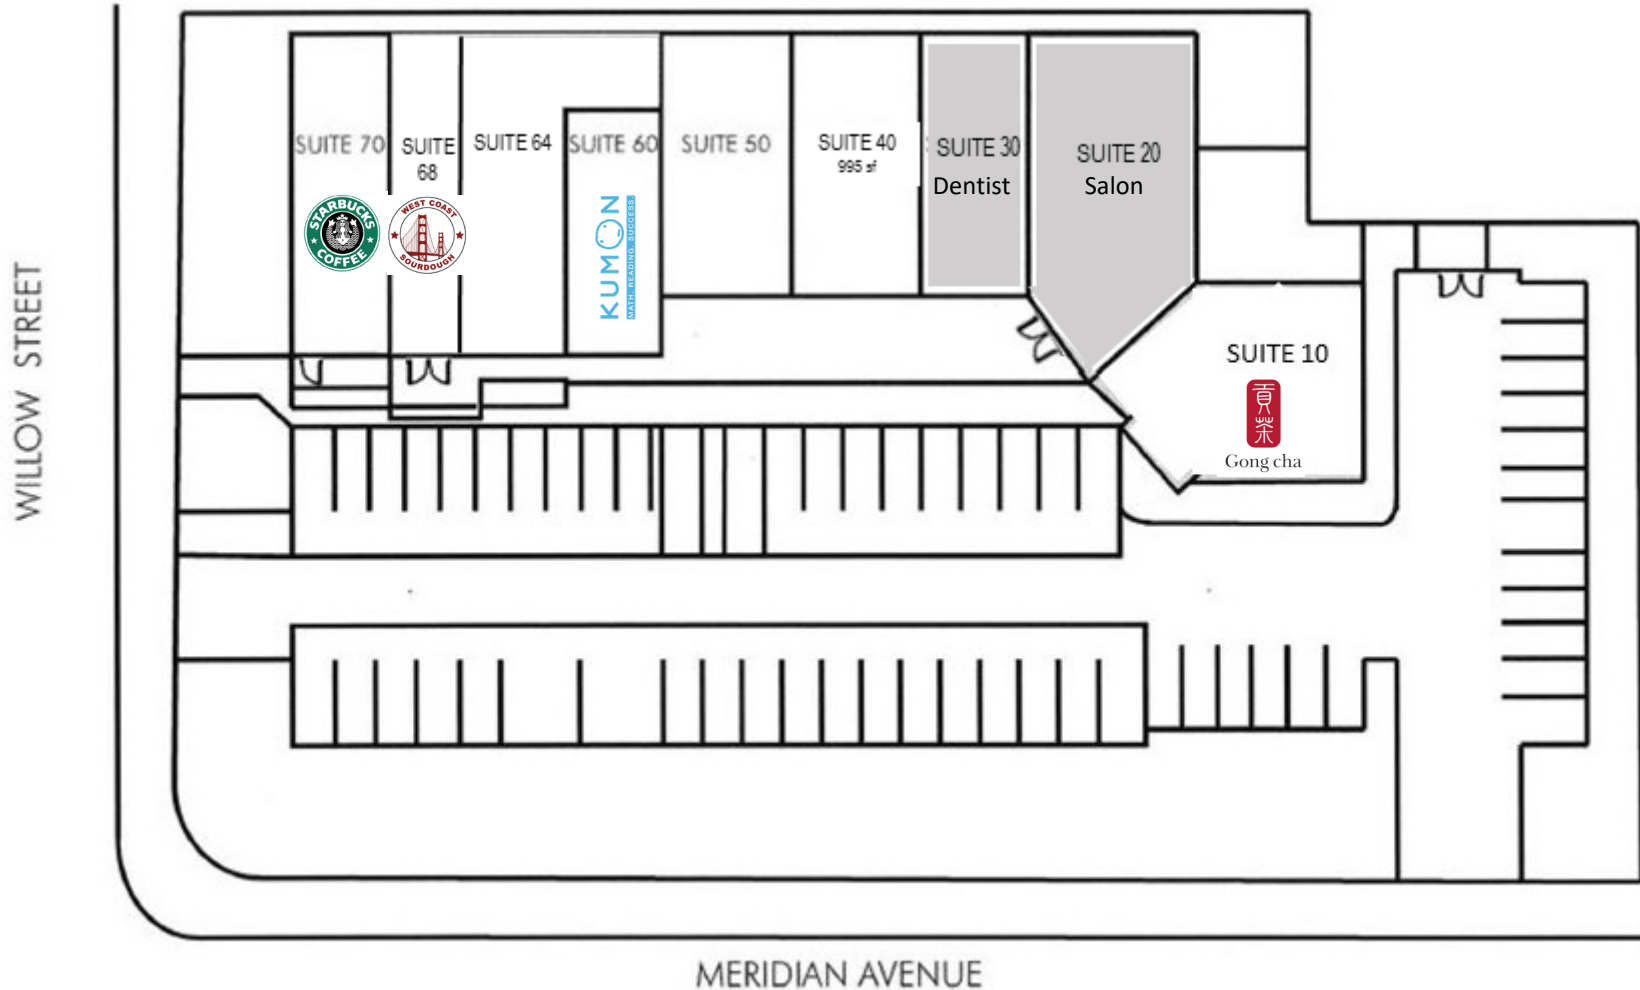 SUITE 70
SUITE
68
SUITE 64
SUITE 60
SUITE 50
SUITE 40
995 sf
SUITE 30
Dentist
SUITE 20
Salon
STARBUCKS
COFFEE
WEST COAST
SOURDOUGH
KUMON
MATH. READING. SUCCESS.
SUITE 10
貢茶
Gong cha
WILLOW STREET
MERIDIAN AVENUE